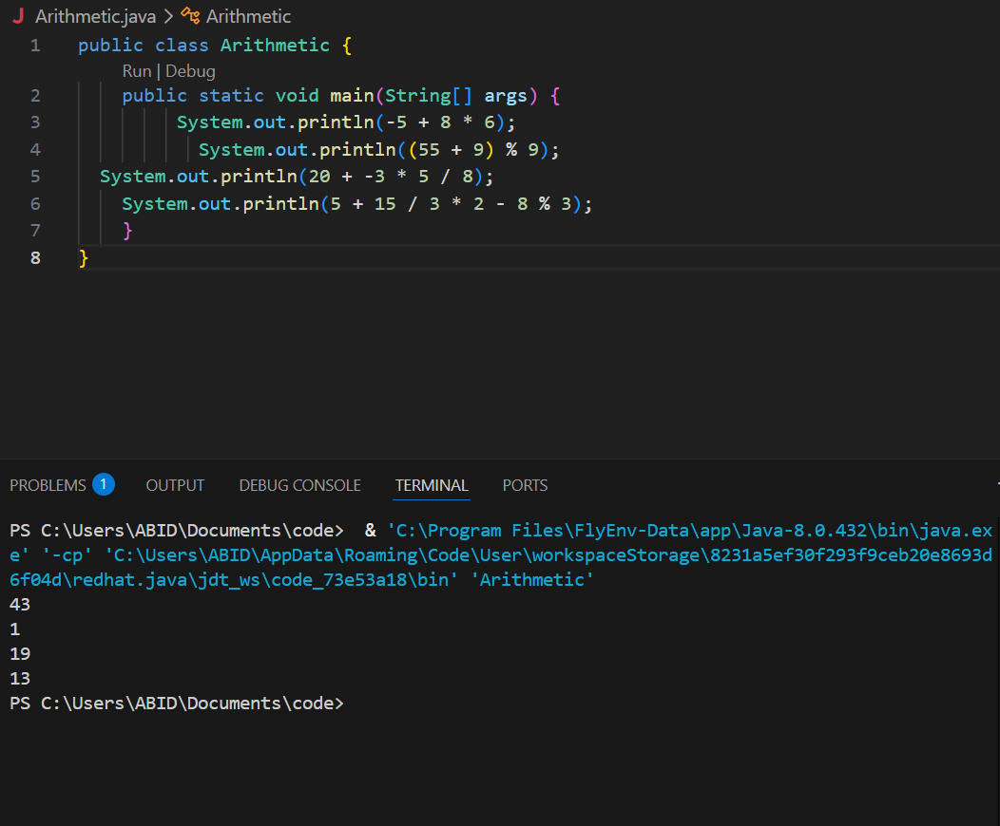 J Arithmetic.java > Arithmetic
1 public class Arithmetic {
Run | Debug
2 public static void main(String[] args) {
3 System.out.println(-5 + 8 * 6);
4 System.out.println((55 + 9) % 9);
5 System.out.println(20 + -3 * 5 / 8);
6 System.out.println(5 + 15 / 3 * 2 - 8 % 3);
7 }
8 }
PROBLEMS 1 OUTPUT DEBUG CONSOLE TERMINAL PORTS
PS C:\Users\ABID\Documents\code>  & 'C:\Program Files\FlyEnv-Data\app\Java-8.0.432\bin\java.ex
e' '-cp' 'C:\Users\ABID\AppData\Roaming\Code\User\workspaceStorage\8231a5ef30f293f9ceb20e8693d
6f04d\redhat.java\jdt_ws\code_73e53a18\bin' 'Arithmetic'
43
1
19
13
PS C:\Users\ABID\Documents\code>